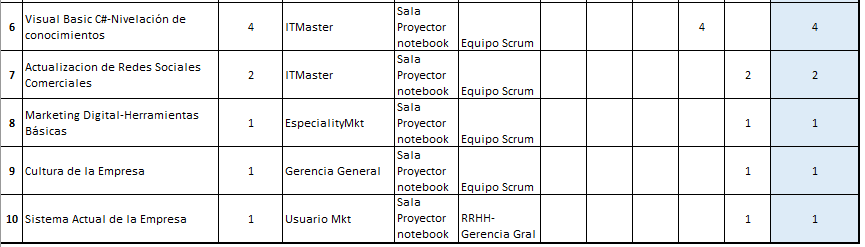 6 Visual Basic C#-Nivelación de conocimientos 4 ITMaster Sala Proyector notebook Equipo Scrum 4 4
7 Actualizacion de Redes Sociales Comerciales 2 ITMaster Sala Proyector notebook Equipo Scrum 2 2
8 Marketing Digital-Herramientas Básicas 1 EspecialityMkt Sala Proyector notebook Equipo Scrum 1 1
9 Cultura de la Empresa 1 Gerencia General Sala Proyector notebook Equipo Scrum 1 1
10 Sistema Actual de la Empresa 1 Usuario Mkt Sala Proyector notebook RRHH-Gerencia Gral 1 1